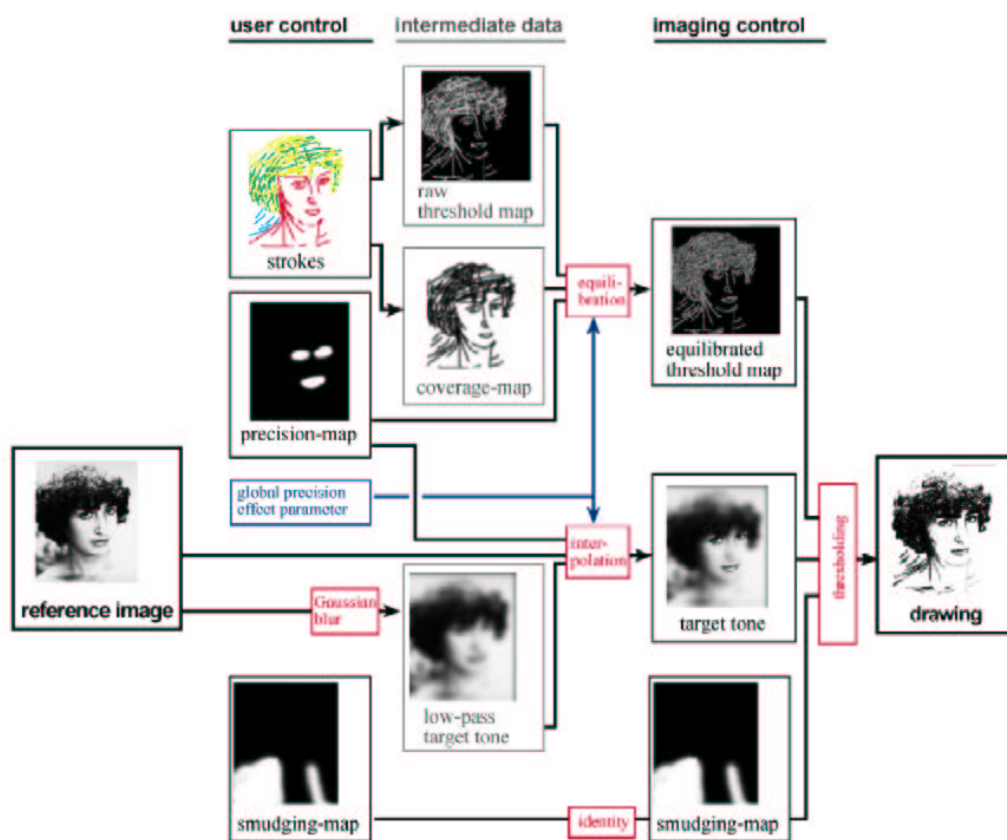 user control
intermediate data
imaging control
raw
threshold map
strokes
equili-
bration
equilibrated
threshold map
coverage-map
precision-map
global precision
effect parameter
inter-
polation
thresholding
reference image
Gaussian
blur
target tone
drawing
low-pass
target tone
smudging-map
identity
smudging-map